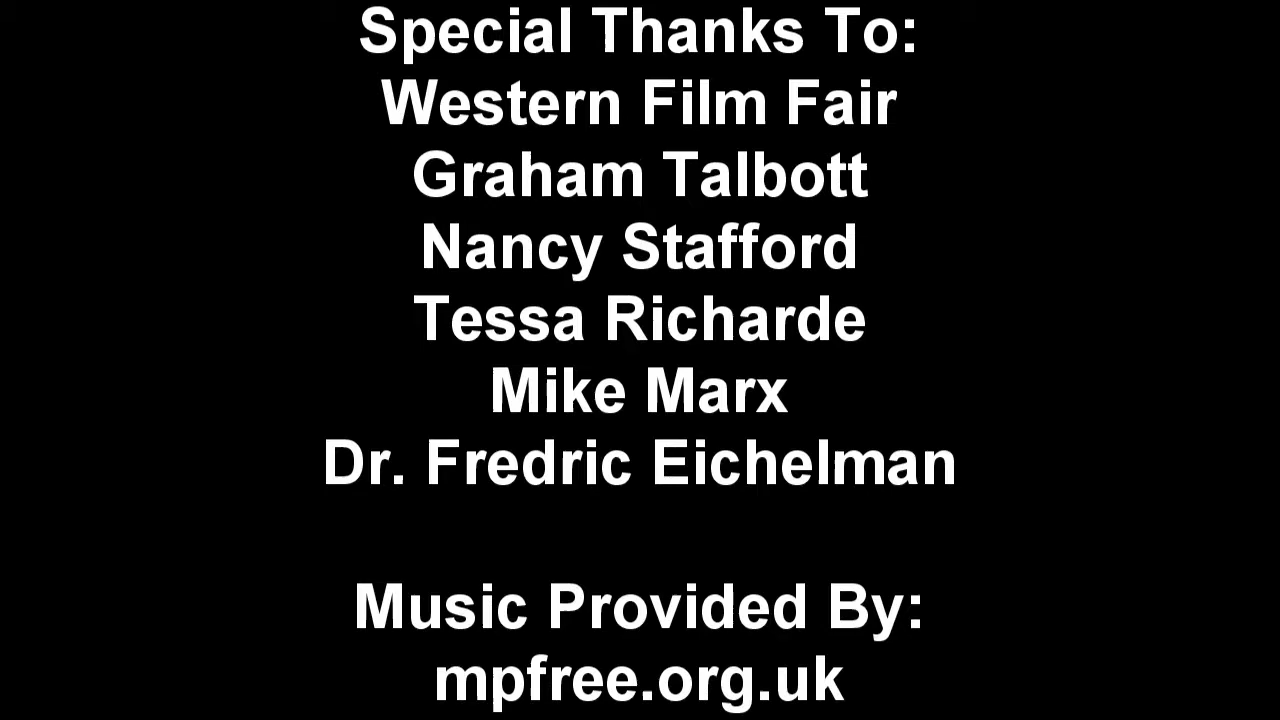 Special Thanks To:
Western Film Fair
Graham Talbott
Nancy Stafford
Tessa Richarde
Mike Marx
Dr. Fredric Eichelman
Music Provided By:
mpfree.org.uk